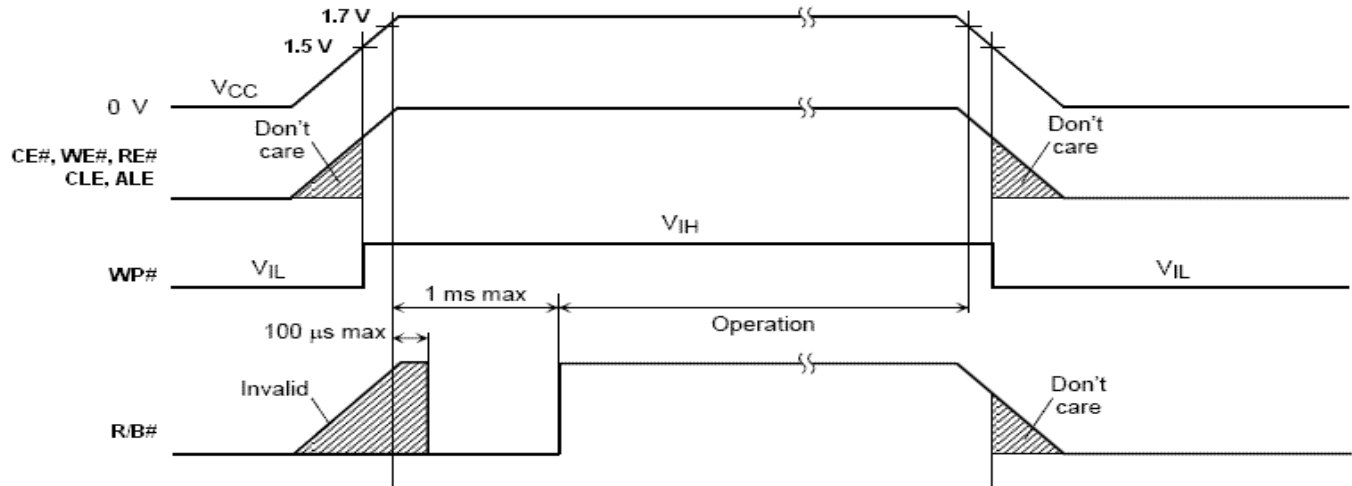 1.7 V
1.5 V
VCC
0 V
Don't
care
Don't
care
CE#, WE#, RE#
CLE, ALE
VIH
WP#
VIL
VIL
1 ms max
Operation
100 μs max
Invalid
Don't
care
R/B#